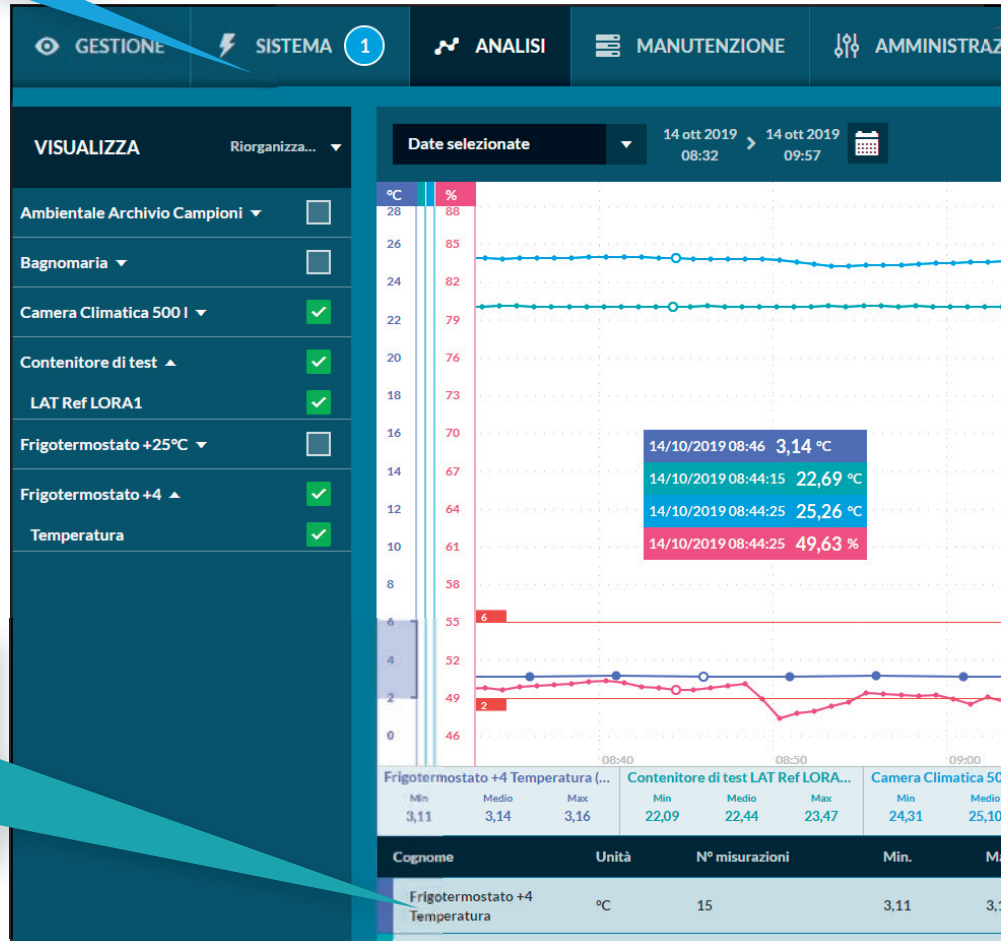 GESTIONE
SISTEMA
1
ANALISI
MANUTENZIONE
VISUALIZZA
Riorganizza...
Date selezionate
14 ott 2019
08:32
14 ott 2019
09:57
Ambientale Archivio Campioni
Bagnomaria
Camera Climatica 500 l
Contenitore di test
LAT Ref LORA1
Frigotermostato +25°C
Frigotermostato +4
Temperatura
°C %
28 88
26 85
24 82
22 79
20 76
18 73
16 70
14 67
12 64
10 61
8 58
6 55
4 52
2 49
0 46
14/10/2019 08:46 3,14 °C
14/10/2019 08:44:15 22,69 °C
14/10/2019 08:44:25 25,26 °C
14/10/2019 08:44:25 49,63 %
6
2
08:40 08:50 09:00
Frigotermostato +4 Temperatura (...
Min Medio Max
3,11 3,14 3,16
Contenitore di test LAT Ref LORA...
Min Medio Max
22,09 22,44 23,47
Camera Climatica
Min Medio
24,31 25,10
Cognome Unità N° misurazioni Min.
Frigotermostato +4
Temperatura
°C 15 3,11